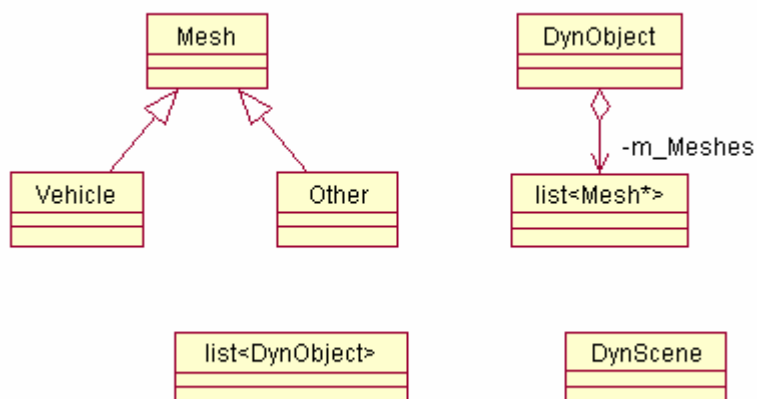 Mesh
DynObject
-m_Meshes
Vehicle
Other
list<Mesh*>
list<DynObject>
DynScene